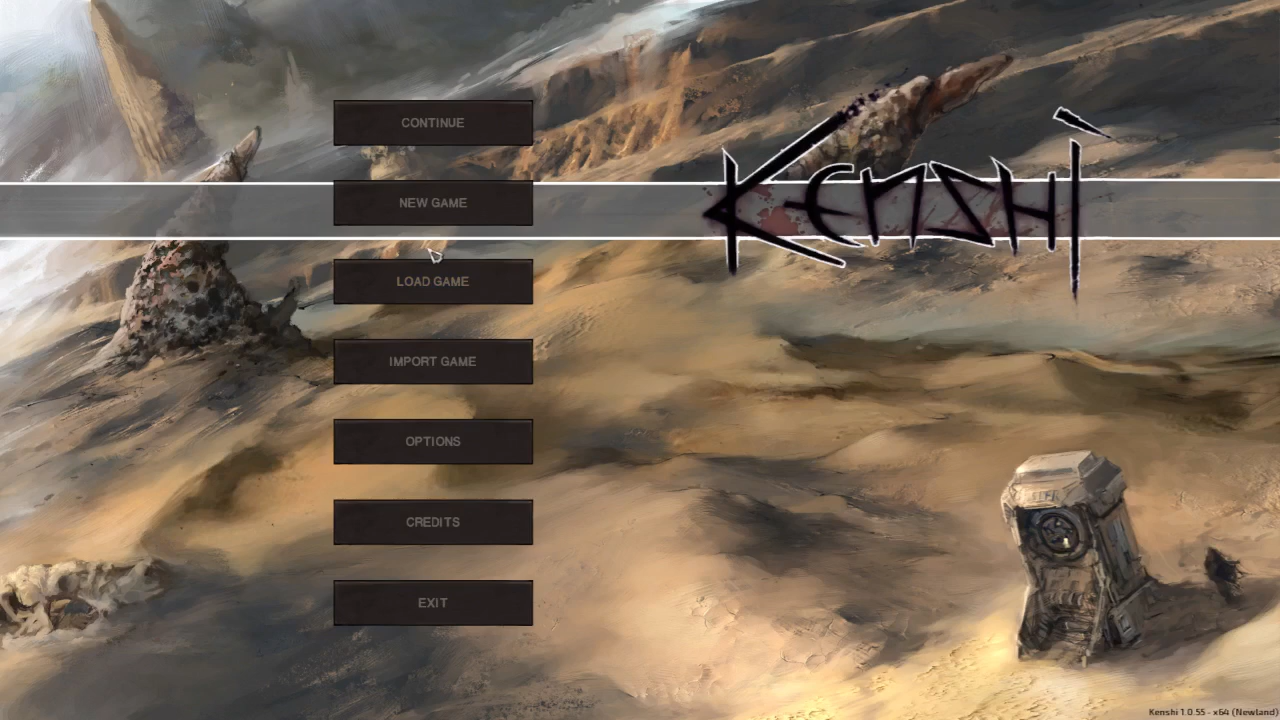 CONTINUE
NEW GAME
KENSHI
LOAD GAME
IMPORT GAME
OPTIONS
CREDITS
EXIT
Kenshi 1.0.55 - x64 (Newland)